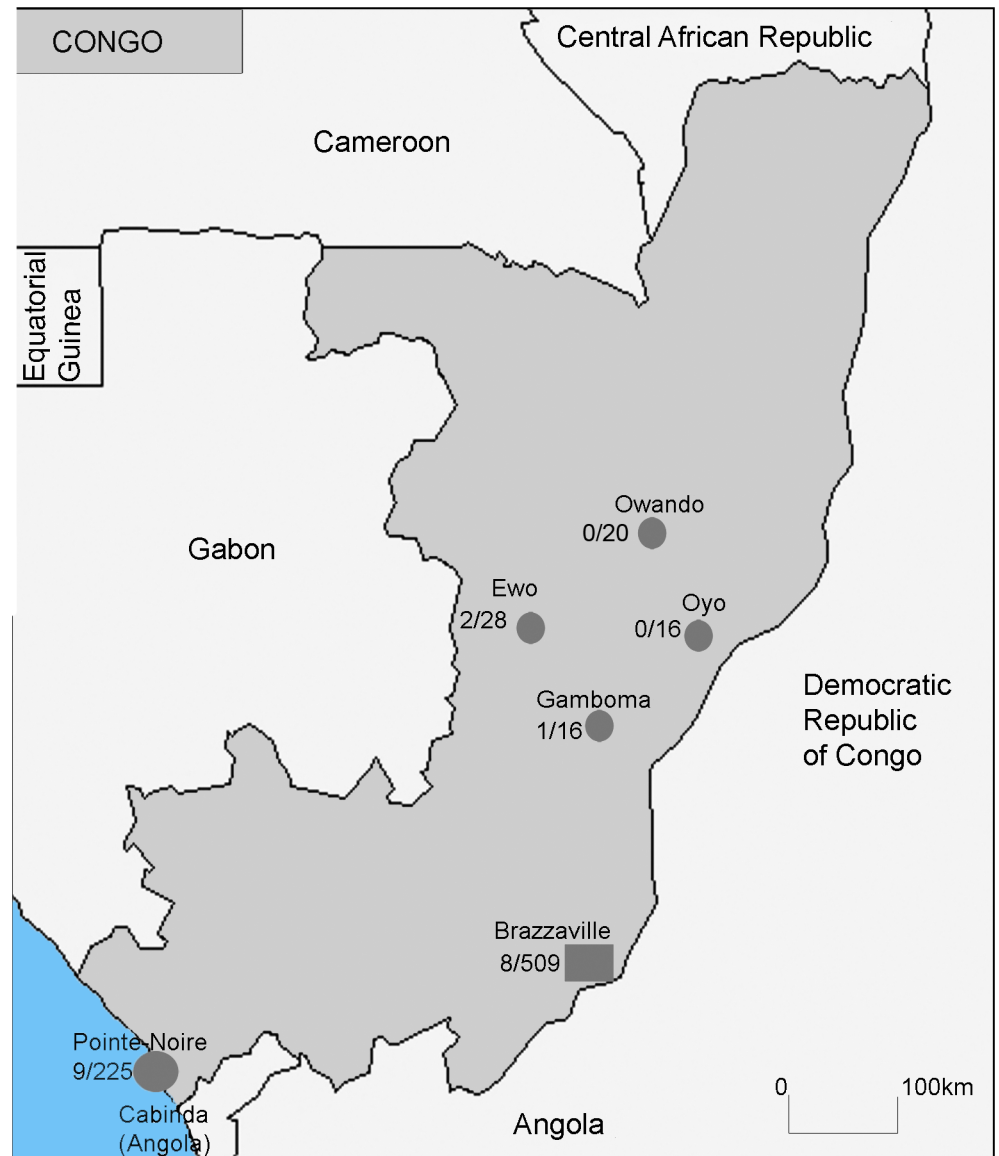 CONGO
Central African Republic
Cameroon
Equatorial
Guinea
Owando
0/20
Gabon
Ewo
2/28
Oyo
0/16
Gamboma
1/16
Democratic
Republic
of Congo
Brazzaville
8/509
Pointe-Noire
9/225
Cabinda
(Angola)
Angola
0 100km